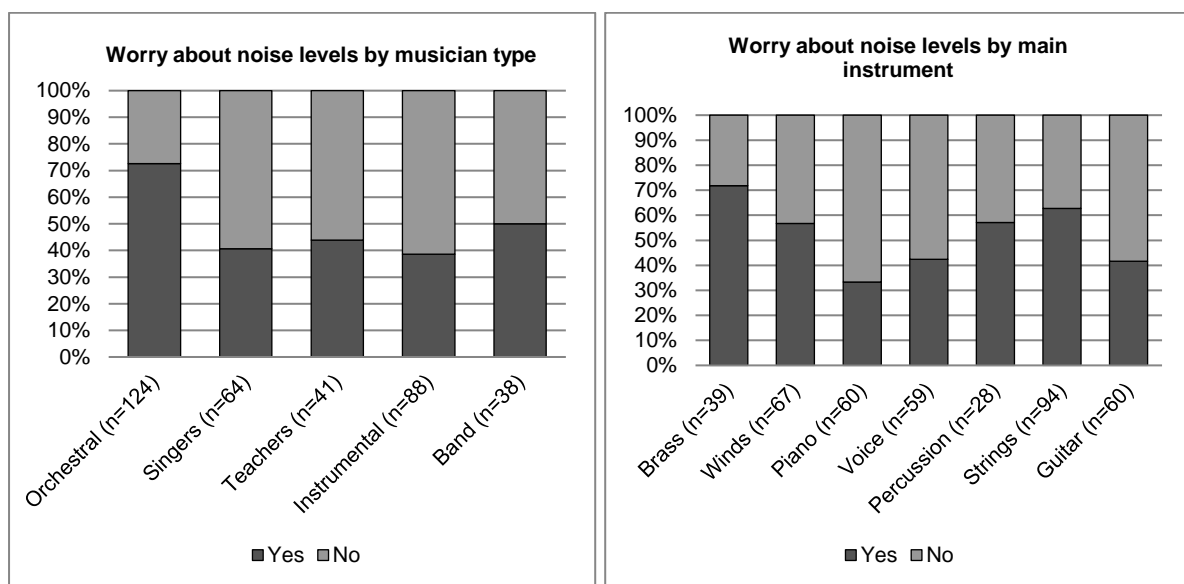 Worry about noise levels by musician type
100%
90%
80%
70%
60%
50%
40%
30%
20%
10%
0%
Orchestral (n=124)
Singers (n=64)
Teachers (n=41)
Instrumental (n=88)
Band (n=38)
Yes No
Worry about noise levels by main
instrument
100%
90%
80%
70%
60%
50%
40%
30%
20%
10%
0%
Brass (n=39)
Winds (n=67)
Piano (n=60)
Voice (n=59)
Percussion (n=28)
Strings (n=94)
Guitar (n=60)
Yes No